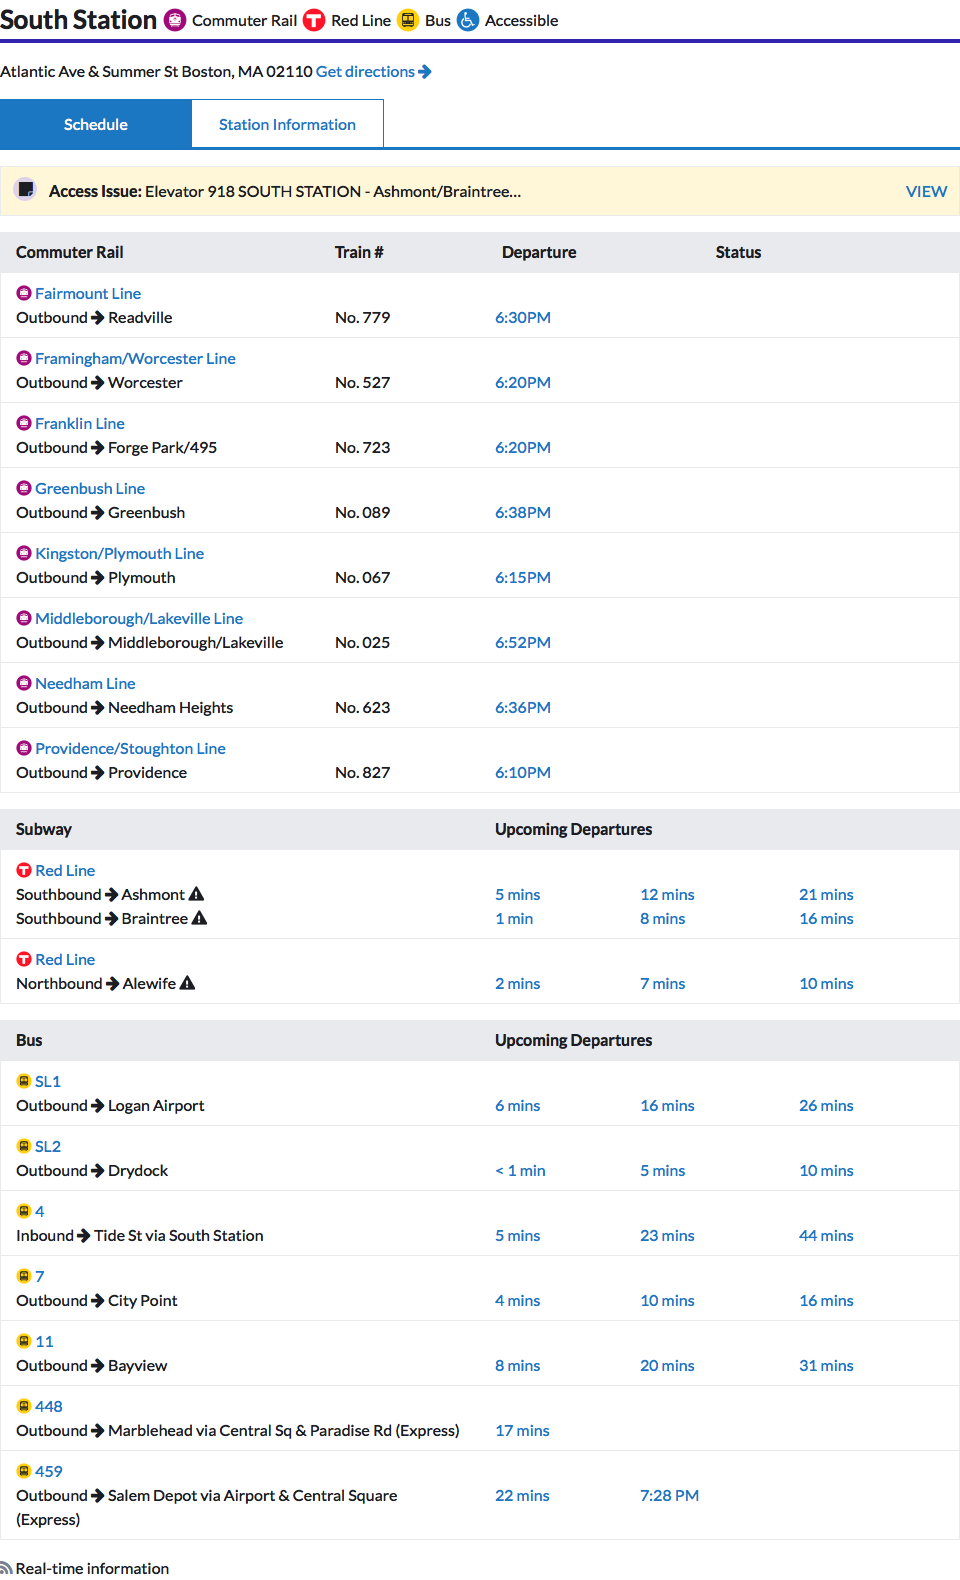 South Station Commuter Rail Red Line Bus Accessible
Atlantic Ave & Summer St Boston, MA 02110 Get directions
Schedule Station Information
Access Issue: Elevator 918 SOUTH STATION - Ashmont/Braintree... VIEW
Commuter Rail Train # Departure Status
Fairmount Line
Outbound → Readville No. 779 6:30PM
Framingham/Worcester Line
Outbound → Worcester No. 527 6:20PM
Franklin Line
Outbound → Forge Park/495 No. 723 6:20PM
Greenbush Line
Outbound → Greenbush No. 089 6:38PM
Kingston/Plymouth Line
Outbound → Plymouth No. 067 6:15PM
Middleborough/Lakeville Line
Outbound → Middleborough/Lakeville No. 025 6:52PM
Needham Line
Outbound → Needham Heights No. 623 6:36PM
Providence/Stoughton Line
Outbound → Providence No. 827 6:10PM
Subway Upcoming Departures
Red Line
Southbound → Ashmont 5 mins 12 mins 21 mins
Southbound → Braintree 1 min 8 mins 16 mins
Red Line
Northbound → Alewife 2 mins 7 mins 10 mins
Bus Upcoming Departures
SL1
Outbound → Logan Airport 6 mins 16 mins 26 mins
SL2
Outbound → Drydock < 1 min 5 mins 10 mins
4
Inbound → Tide St via South Station 5 mins 23 mins 44 mins
7
Outbound → City Point 4 mins 10 mins 16 mins
11
Outbound → Bayview 8 mins 20 mins 31 mins
448
Outbound → Marblehead via Central Sq & Paradise Rd (Express) 17 mins
459
Outbound → Salem Depot via Airport & Central Square 22 mins 7:28 PM
(Express)
Real-time information